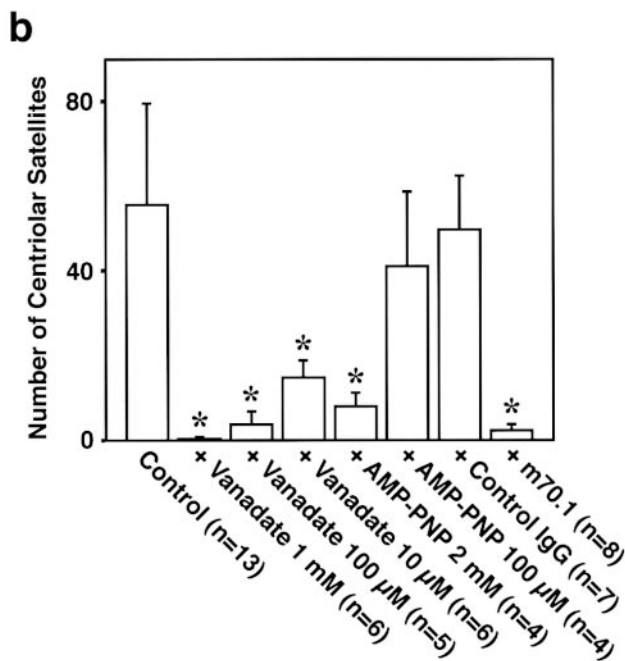 b
Number of Centriolar Satellites
80
40
0
*
*
*
*
*
Control (n=13)
+ Vanadate 1 mM (n=6)
+ Vanadate 100 µM (n=5)
+ Vanadate 10 µM (n=6)
+ AMP-PNP 2 mM (n=4)
+ AMP-PNP 100 µM (n=4)
+ Control IgG (n=7)
+ m70.1 (n=8)